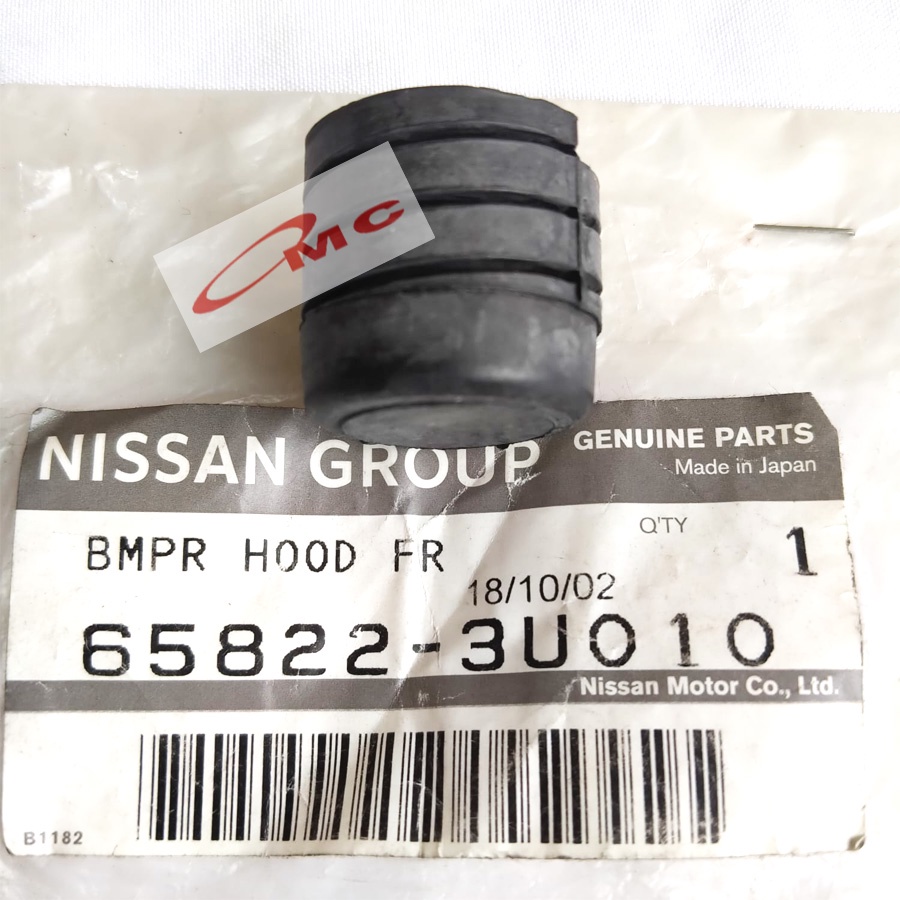 OMC
NISSAN GROUP
GENUINE PARTS
Made in Japan
Q'TY
BMPR HOOD FR
1
18/10/02
65822-3U010
Nissan Motor Co., Ltd.
B1182